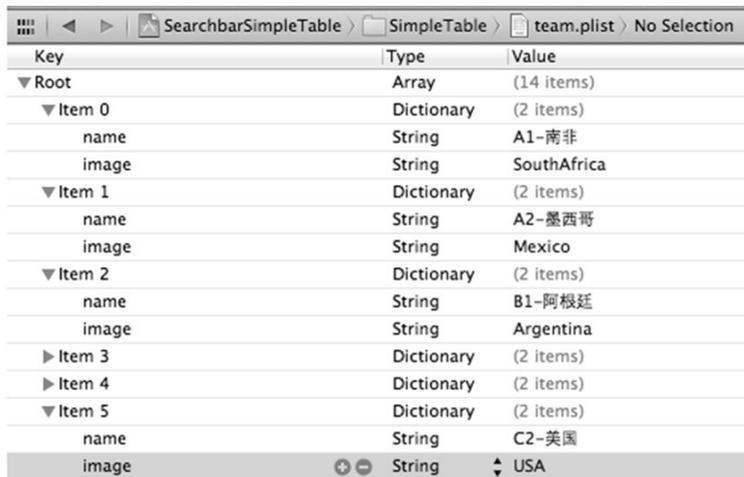 SearchbarSimpleTable SimpleTable team.plist No Selection
Key Type Value
Root Array (14 items)
Item 0 Dictionary (2 items)
name String A1-南非
image String SouthAfrica
Item 1 Dictionary (2 items)
name String A2-墨西哥
image String Mexico
Item 2 Dictionary (2 items)
name String B1-阿根廷
image String Argentina
Item 3 Dictionary (2 items)
Item 4 Dictionary (2 items)
Item 5 Dictionary (2 items)
name String C2-美国
image String USA